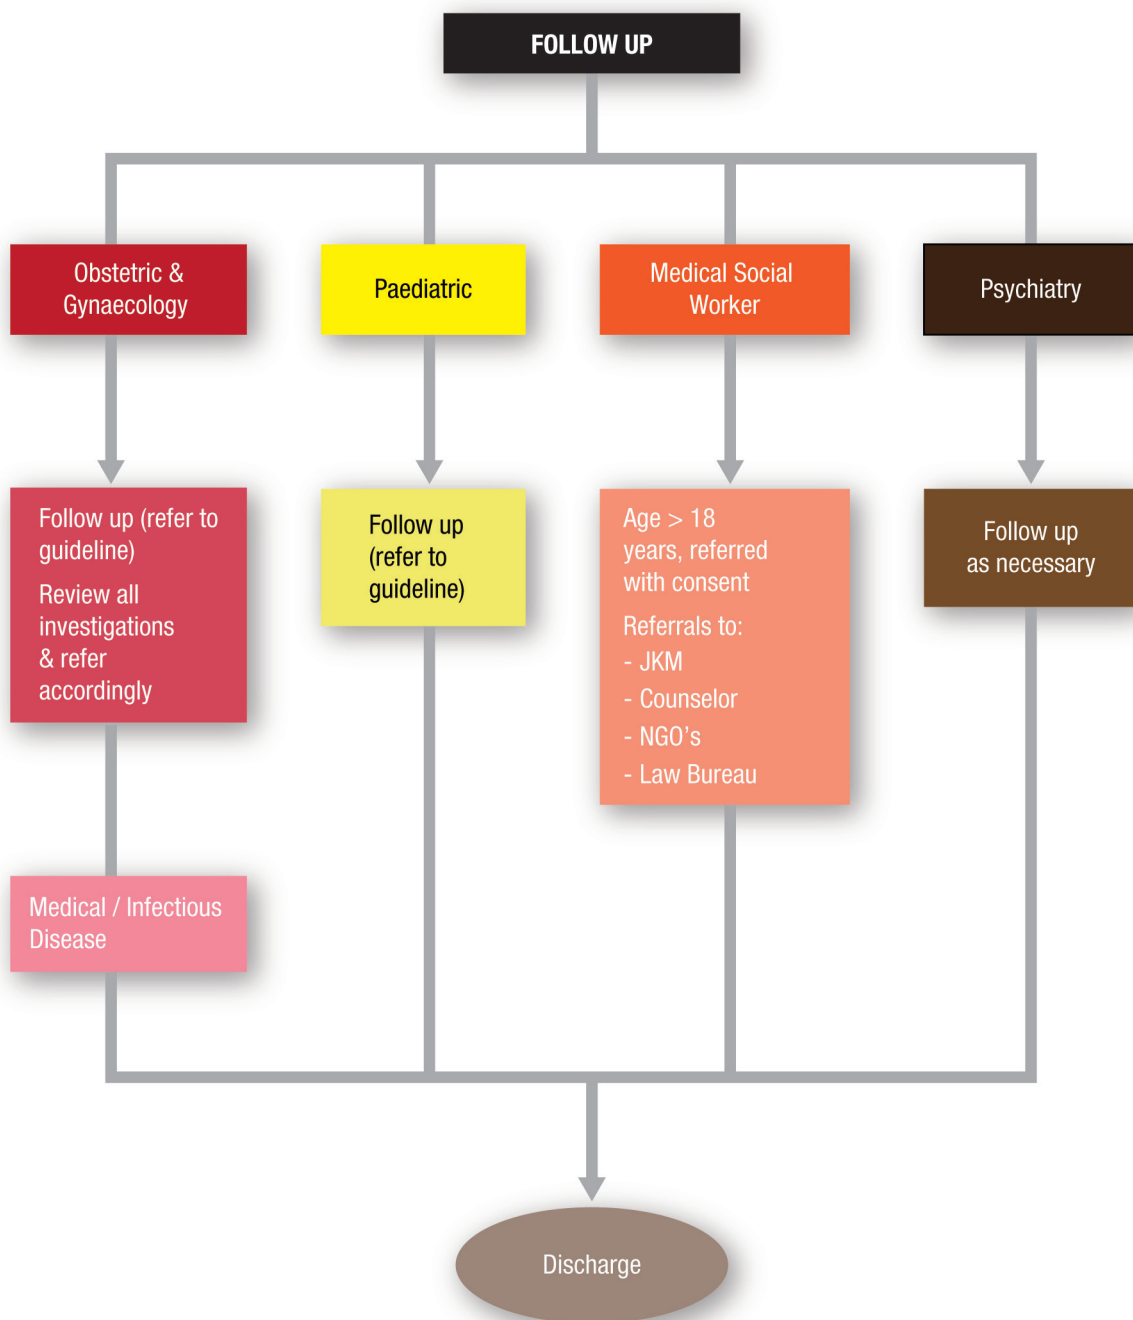 FOLLOW UP
Obstetric &
Gynaecology
Paediatric
Medical Social
Worker
Psychiatry
Follow up (refer to
guideline)
Review all
investigations
& refer
accordingly
Follow up
(refer to
guideline)
Age > 18
years, referred
with consent
Referrals to:
- JKM
- Counselor
- NGO’s
- Law Bureau
Follow up
as necessary
Medical / Infectious
Disease
Discharge